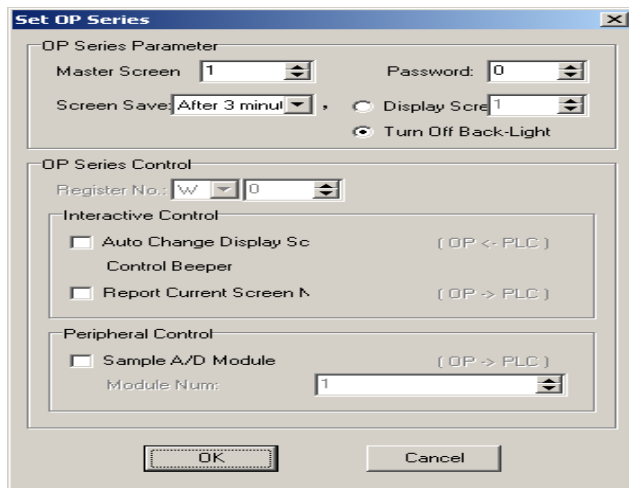 Set OP Series
OP Series Parameter
Master Screen 1 Password: 0
Screen Save: After 3 minut , Display Scre 1
Turn Off Back-Light
OP Series Control
Register No.: W 0
Interactive Control
Auto Change Display Sc ( OP <- PLC )
Control Beeper
Report Current Screen N ( OP -> PLC )
Peripheral Control
Sample A/D Module ( OP -> PLC )
Module Num: 1
OK Cancel